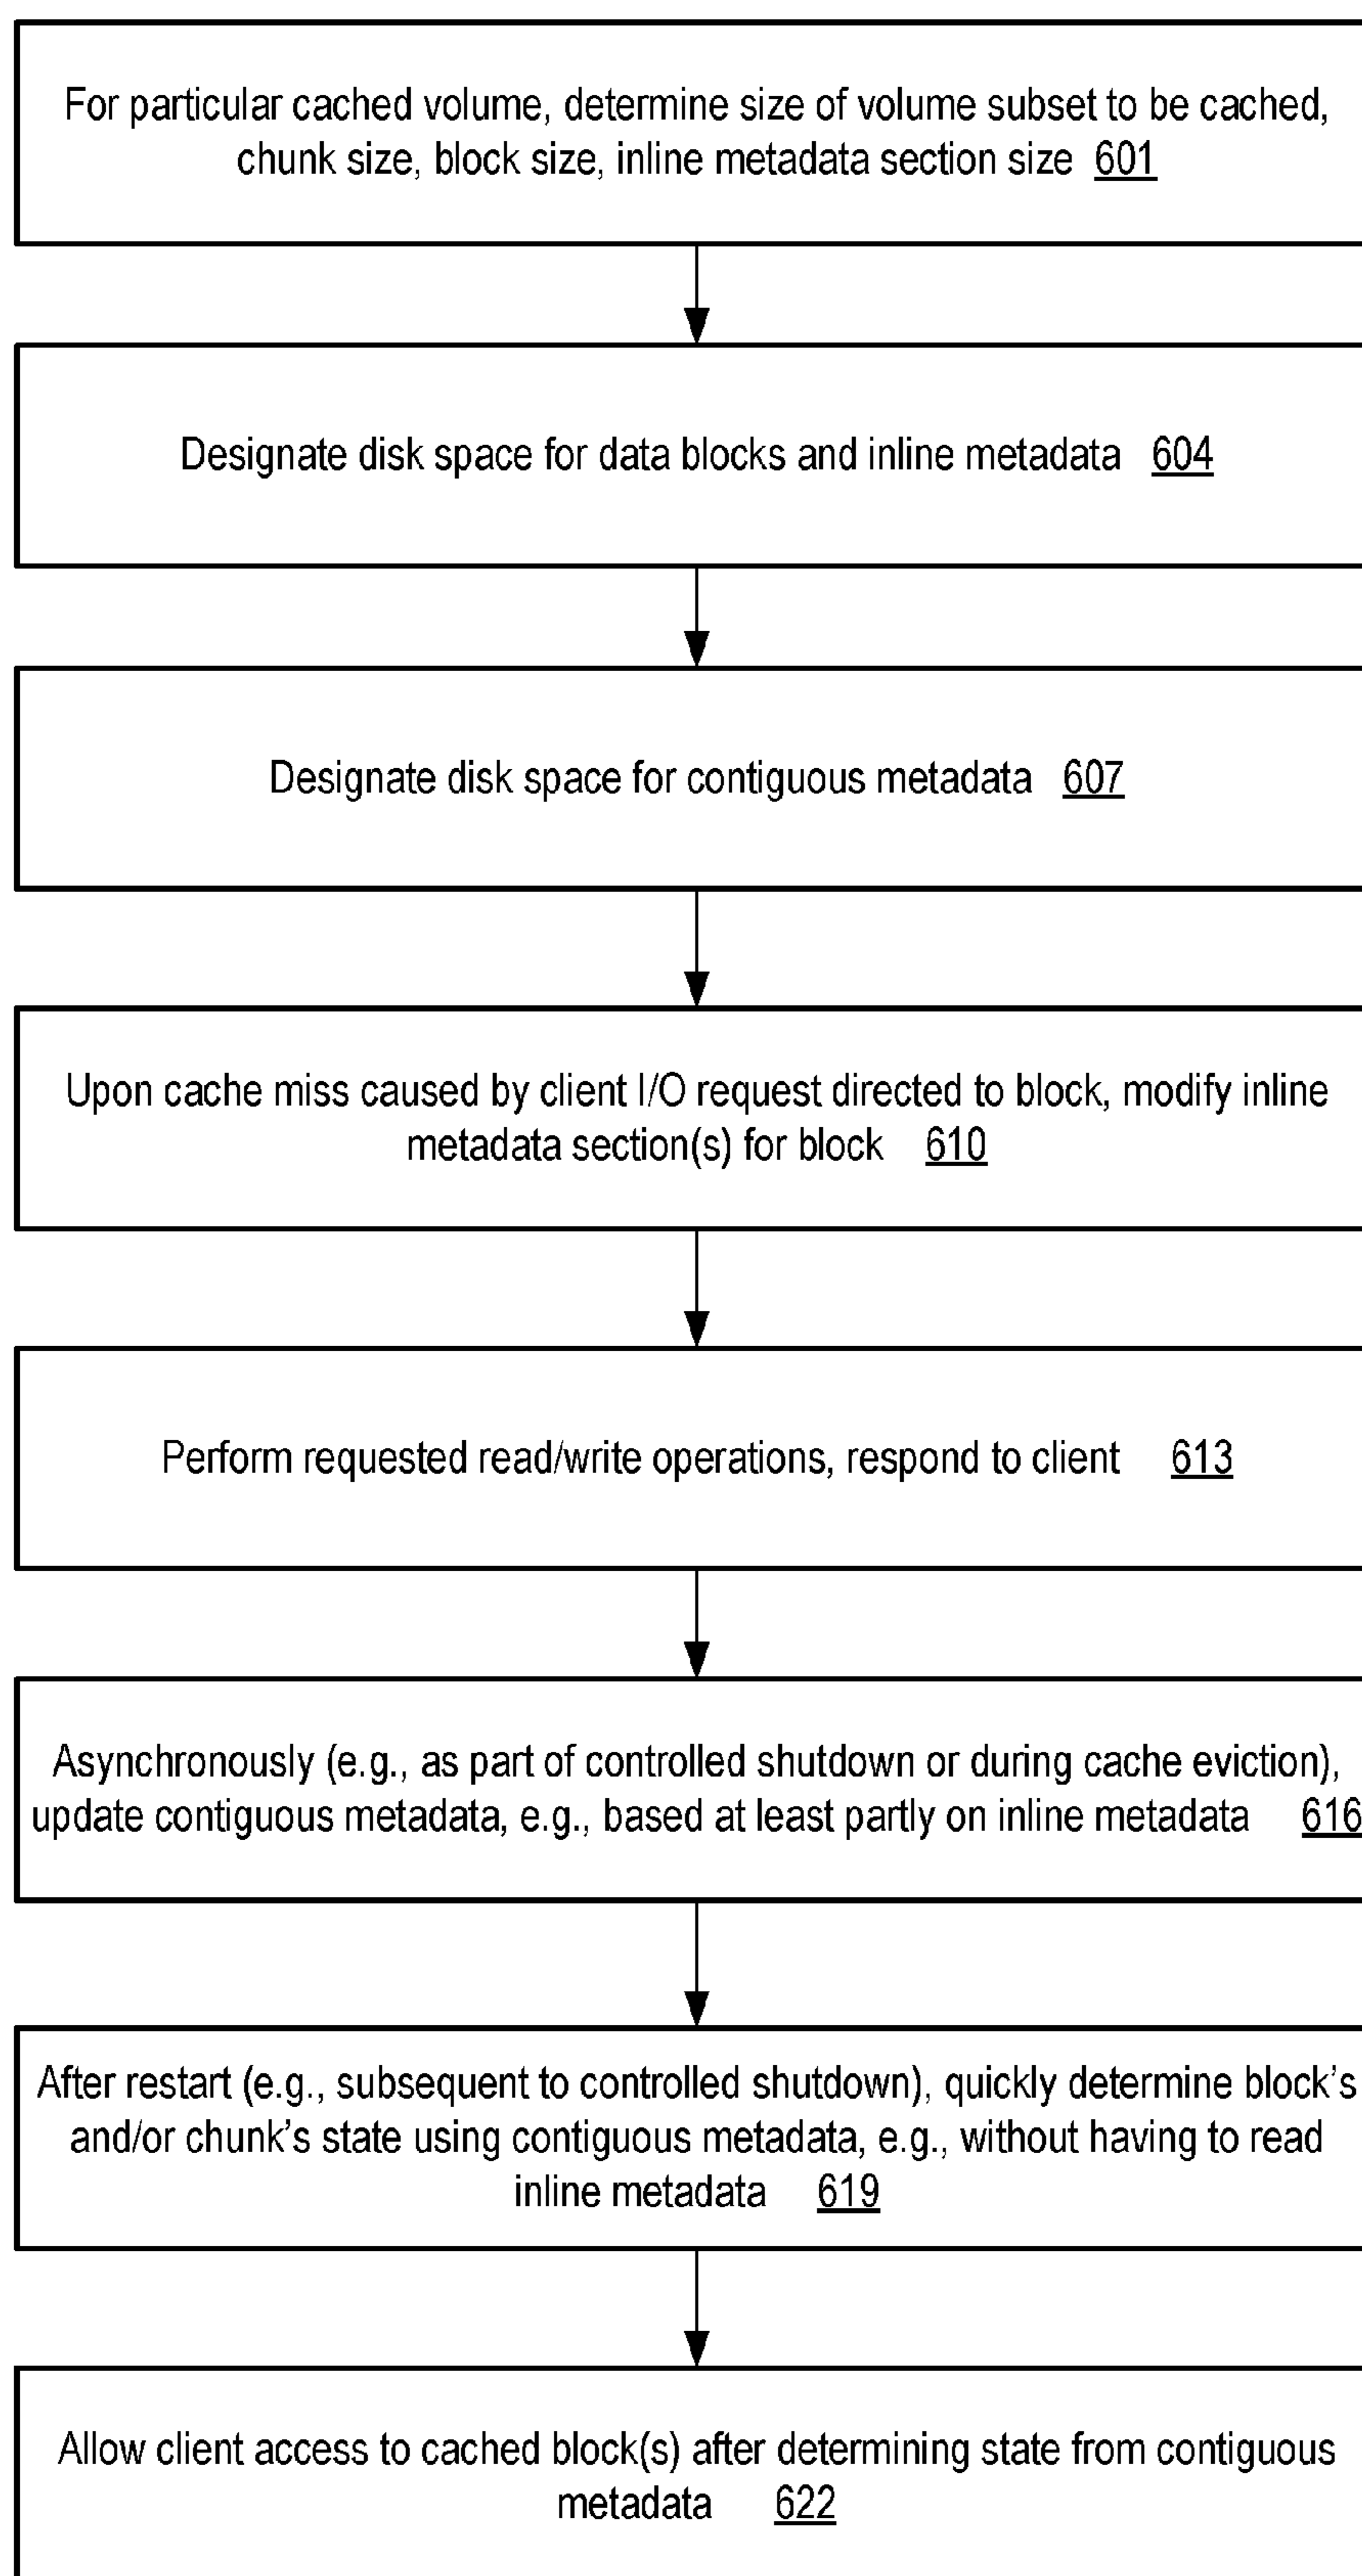 For particular cached volume, determine size of volume subset to be cached,
chunk size, block size, inline metadata section size 601
Designate disk space for data blocks and inline metadata 604
Designate disk space for contiguous metadata 607
Upon cache miss caused by client I/O request directed to block, modify inline
metadata section(s) for block 610
Perform requested read/write operations, respond to client 613
Asynchronously (e.g., as part of controlled shutdown or during cache eviction),
update contiguous metadata, e.g., based at least partly on inline metadata 616
After restart (e.g., subsequent to controlled shutdown), quickly determine block’s
and/or chunk’s state using contiguous metadata, e.g., without having to read
inline metadata 619
Allow client access to cached block(s) after determining state from contiguous
metadata 622